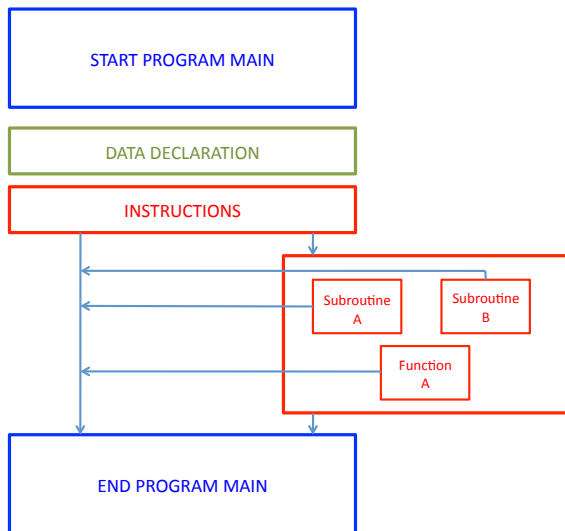 START PROGRAM MAIN
DATA DECLARATION
INSTRUCTIONS
Subroutine
A
Subroutine
B
Function
A
END PROGRAM MAIN